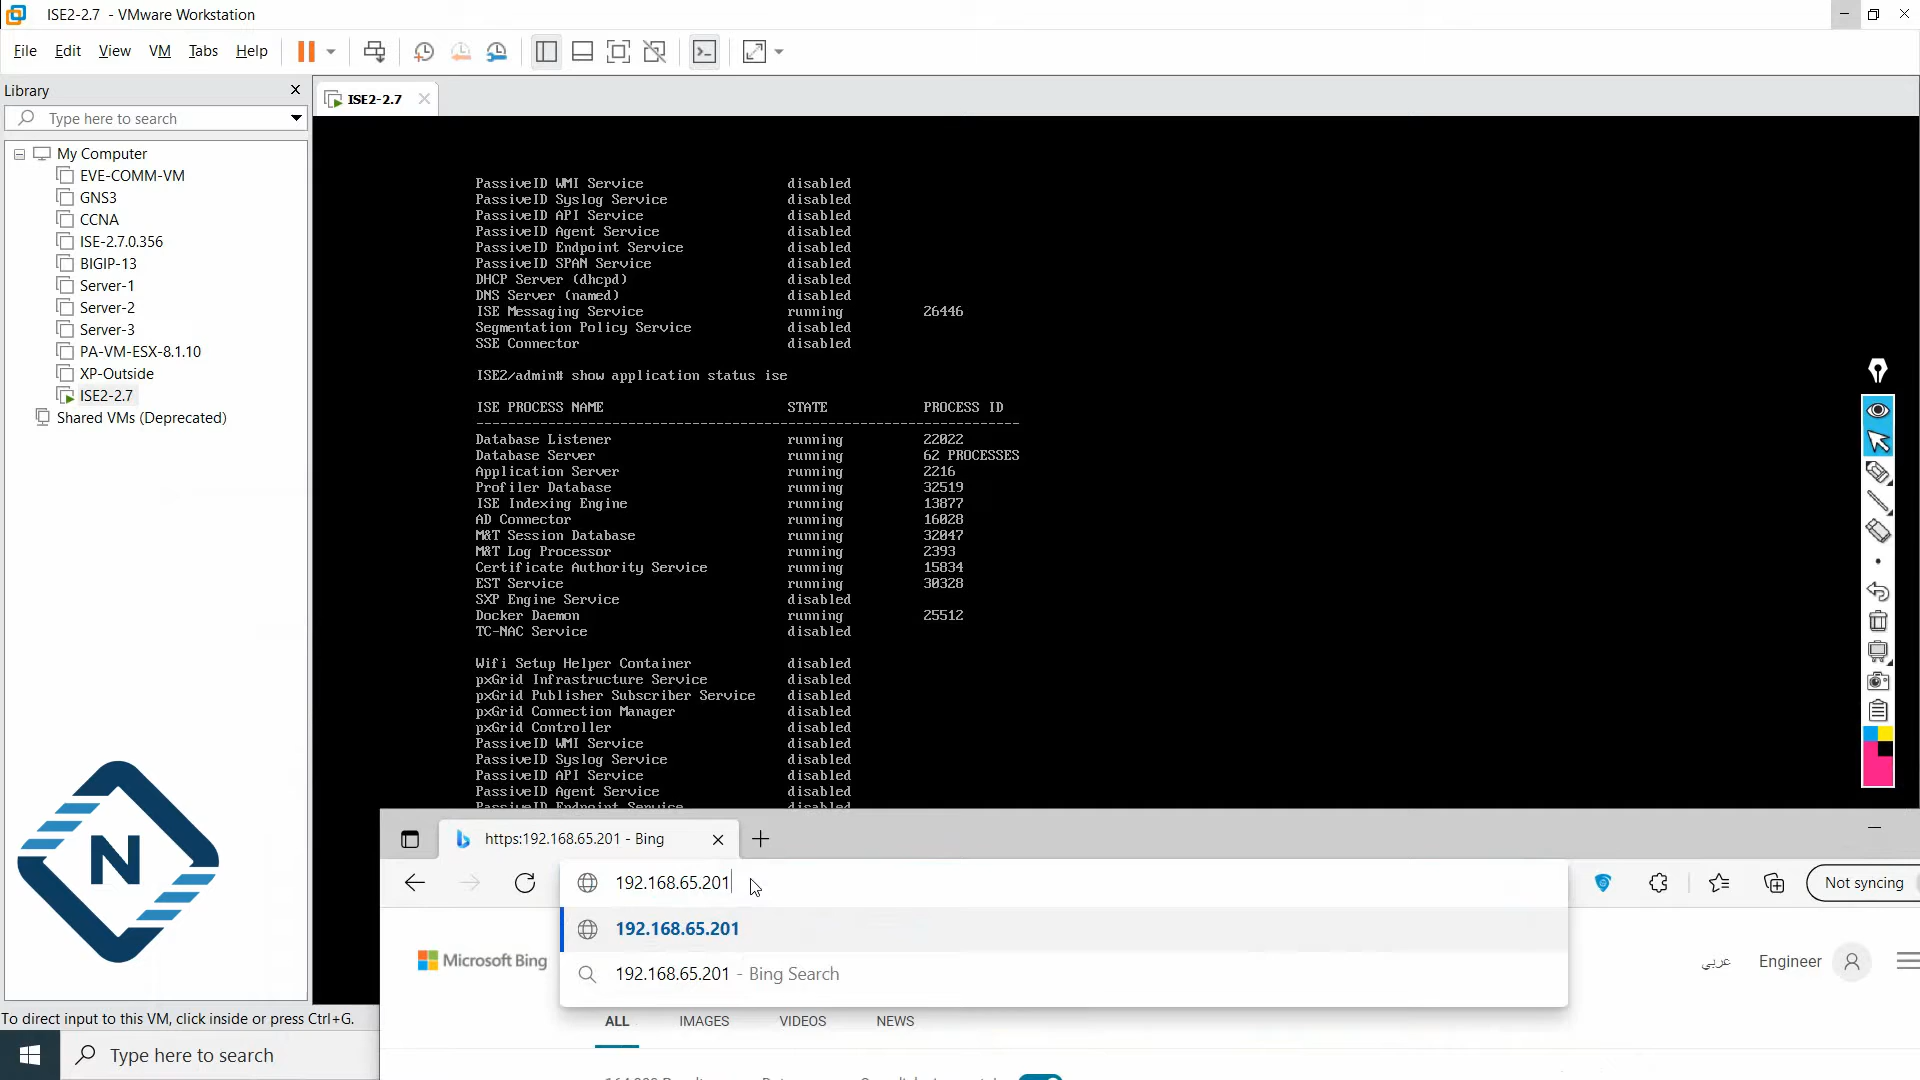 ISE2-2.7 - VMware Workstation
File Edit View VM Tabs Help
Library
Type here to search
My Computer
EVE-COMM-VM
GNS3
CCNA
ISE-2.7.0.356
BIGIP-13
Server-1
Server-2
Server-3
PA-VM-ESX-8.1.10
XP-Outside
ISE2-2.7
Shared VMs (Deprecated)
N
To direct input to this VM, click inside or press Ctrl+G.
Type here to search
ISE2-2.7
PassiveID WMI Service disabled
PassiveID Syslog Service disabled
PassiveID API Service disabled
PassiveID Agent Service disabled
PassiveID Endpoint Service disabled
PassiveID SPAN Service disabled
DHCP Server (dhcpd) disabled
DNS Server (named) disabled
ISE Messaging Service running 26446
Segmentation Policy Service disabled
SSE Connector disabled
ISE2/admin# show application status ise
ISE PROCESS NAME STATE PROCESS ID
--------------------------------------------------------------------
Database Listener running 22022
Database Server running 62 PROCESSES
Application Server running 2216
Profiler Database running 32519
ISE Indexing Engine running 13877
AD Connector running 16028
M&T Session Database running 32047
M&T Log Processor running 2393
Certificate Authority Service running 15834
EST Service running 30328
SXP Engine Service disabled
Docker Daemon running 25512
TC-NAC Service disabled
Wifi Setup Helper Container disabled
pxGrid Infrastructure Service disabled
pxGrid Publisher Subscriber Service disabled
pxGrid Connection Manager disabled
pxGrid Controller disabled
PassiveID WMI Service disabled
PassiveID Syslog Service disabled
PassiveID API Service disabled
PassiveID Agent Service disabled
PassiveID Endpoint Service disabled
https:192.168.65.201 - Bing
192.168.65.201
Not syncing
192.168.65.201
192.168.65.201 - Bing Search
Microsoft Bing
عربي
Engineer
ALL IMAGES VIDEOS NEWS